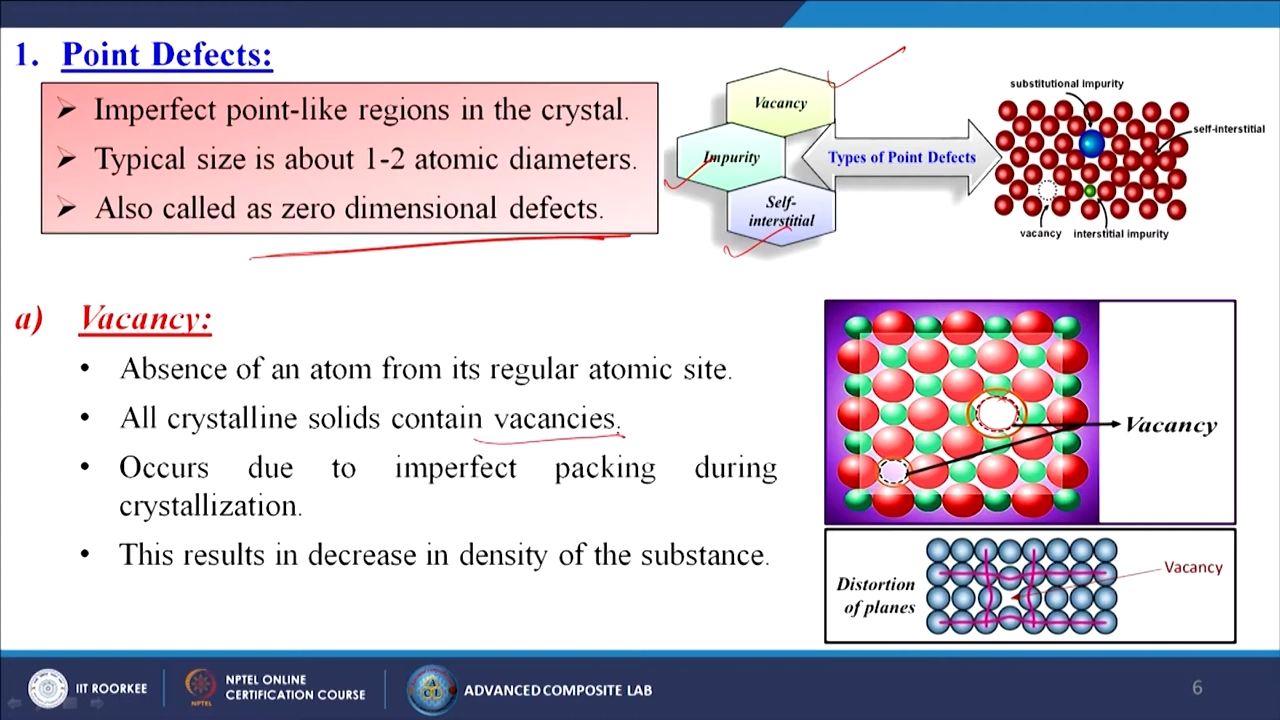 1. Point Defects:
➢ Imperfect point-like regions in the crystal.
➢ Typical size is about 1-2 atomic diameters.
➢ Also called as zero dimensional defects.
Vacancy
Impurity
Self-
interstitial
Types of Point Defects
substitutional impurity
self-interstitial
vacancy
interstitial impurity
a) Vacancy:
• Absence of an atom from its regular atomic site.
• All crystalline solids contain vacancies.
• Occurs due to imperfect packing during
crystallization.
• This results in decrease in density of the substance.
Vacancy
Distortion
of planes
Vacancy
IIT ROORKEE
NPTEL
NPTEL ONLINE
CERTIFICATION COURSE
ACL
ADVANCED COMPOSITE LAB
6